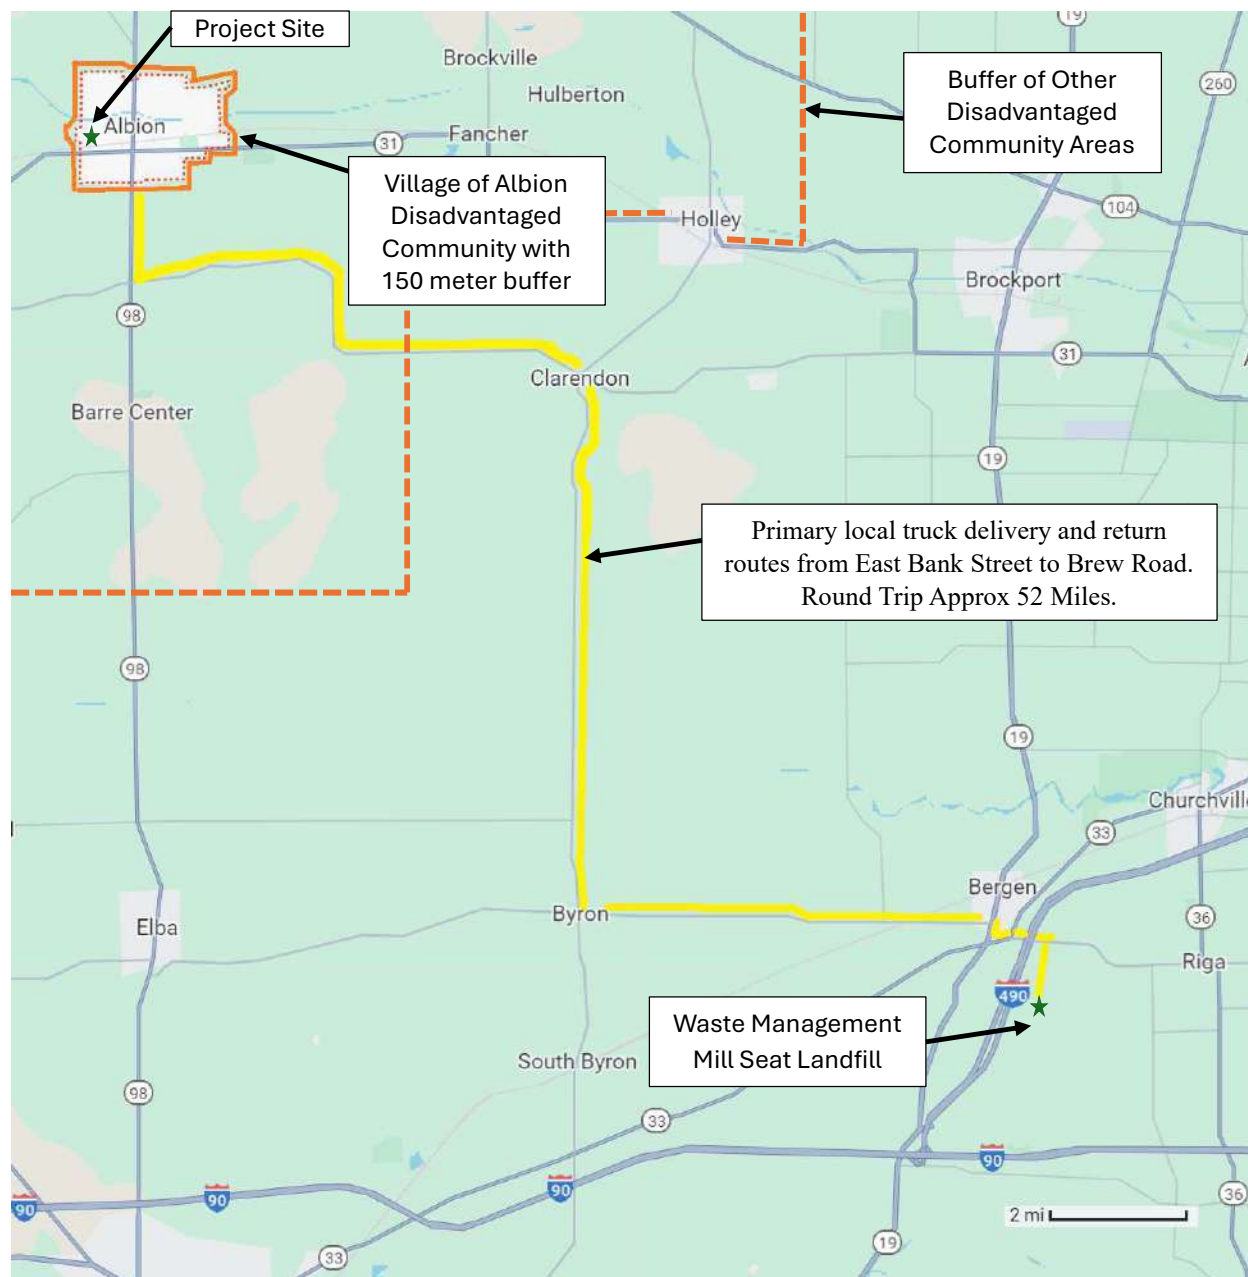 Project Site
19
Brockville
260
Hulberton
Buffer of Other
Disadvantaged
Community Areas
Albion
31
Fancher
Village of Albion
Disadvantaged
Community with
150 meter buffer
104
Holley
Brockport
98
31
Clarendon
Barre Center
19
Primary local truck delivery and return
routes from East Bank Street to Brew Road.
Round Trip Approx 52 Miles.
98
19
Churchville
33
Bergen
Byron
Elba
36
Riga
490
Waste Management
Mill Seat Landfill
South Byron
98
33
90
90
90
90
36
2 mi
19
33